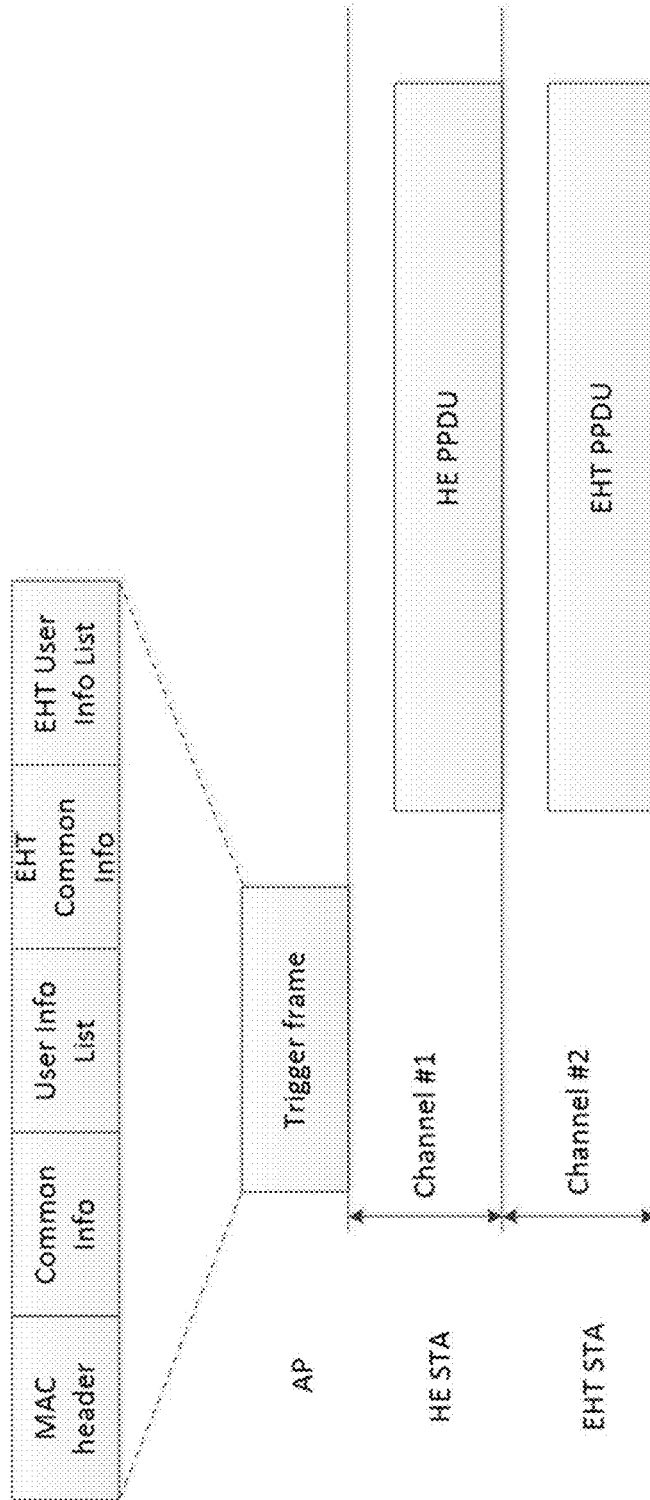 MAC
header
Common
Info
User Info
List
EHT
Common
Info
EHT User
Info List
AP
Trigger frame
HE STA
Channel #1
HE PPDU
EHT STA
Channel #2
EHT PPDU